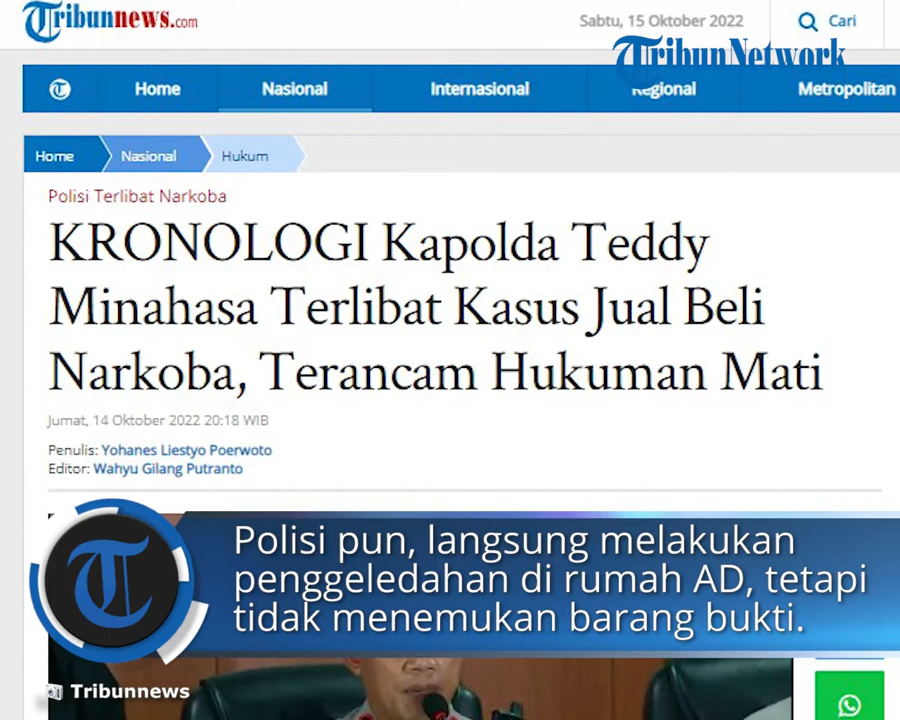 Tribunnews.com
Sabtu, 15 Oktober 2022
Cari
TribunNetwork
Home
Nasional
Internasional
Regional
Metropolitan
Home
Nasional
Hukum
Polisi Terlibat Narkoba
KRONOLOGI Kapolda Teddy
Minahasa Terlibat Kasus Jual Beli
Narkoba, Terancam Hukuman Mati
Jumat, 14 Oktober 2022 20:18 WIB
Penulis: Yohanes Liestyo Poerwoto
Editor: Wahyu Gilang Putranto
Polisi pun, langsung melakukan
penggeledahan di rumah AD, tetapi
tidak menemukan barang bukti.
Tribunnews